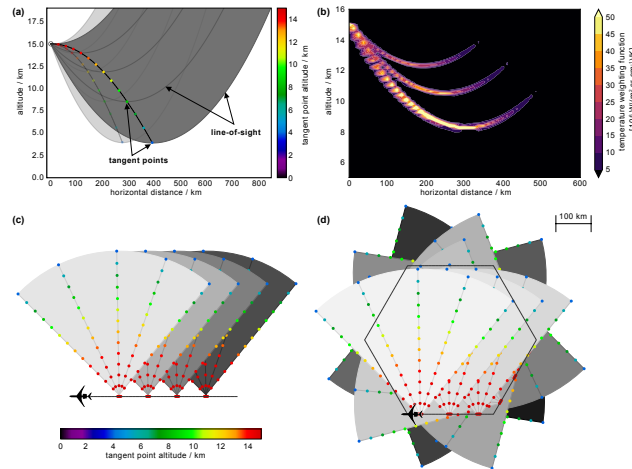 (a)
17.5
15.0
12.5
10.0
7.5
5.0
2.5
0.0
altitude / km
0 100 200 300 400 500 600 700 800
horizontal distance / km
line-of-sight
tangent points
14
12
10
8
6
4
2
0
tangent point altitude / km
(b)
16
14
12
10
8
6
altitude / km
0 100 200 300 400 500 600
horizontal distance / km
50
45
40
35
30
25
20
15
10
5
temperature weighting function
(c)
0 2 4 6 8 10 12 14
tangent point altitude / km
(d)
100 km